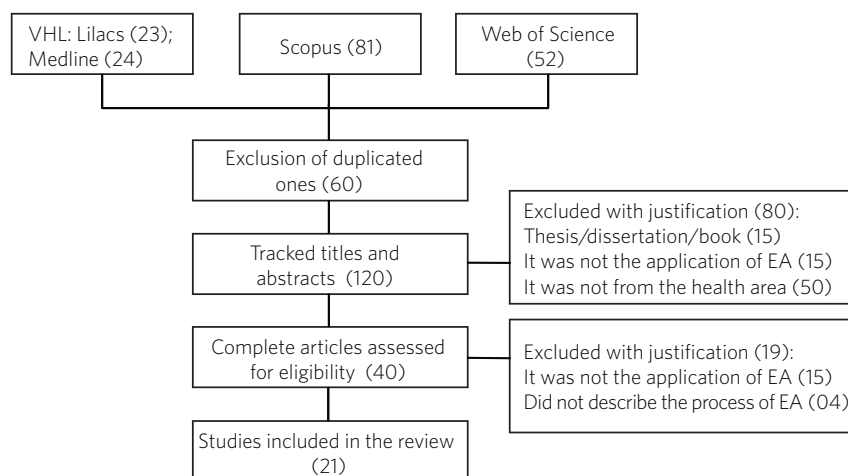 VHL: Lilacs (23);
Medline (24)
Scopus (81)
Web of Science
(52)
Exclusion of duplicated
ones (60)
Tracked titles and
abstracts (120)
Excluded with justification (80):
Thesis/dissertation/book (15)
It was not the application of EA (15)
It was not from the health area (50)
Complete articles assessed
for eligibility (40)
Excluded with justification (19):
It was not the application of EA (15)
Did not describe the process of EA (04)
Studies included in the review
(21)